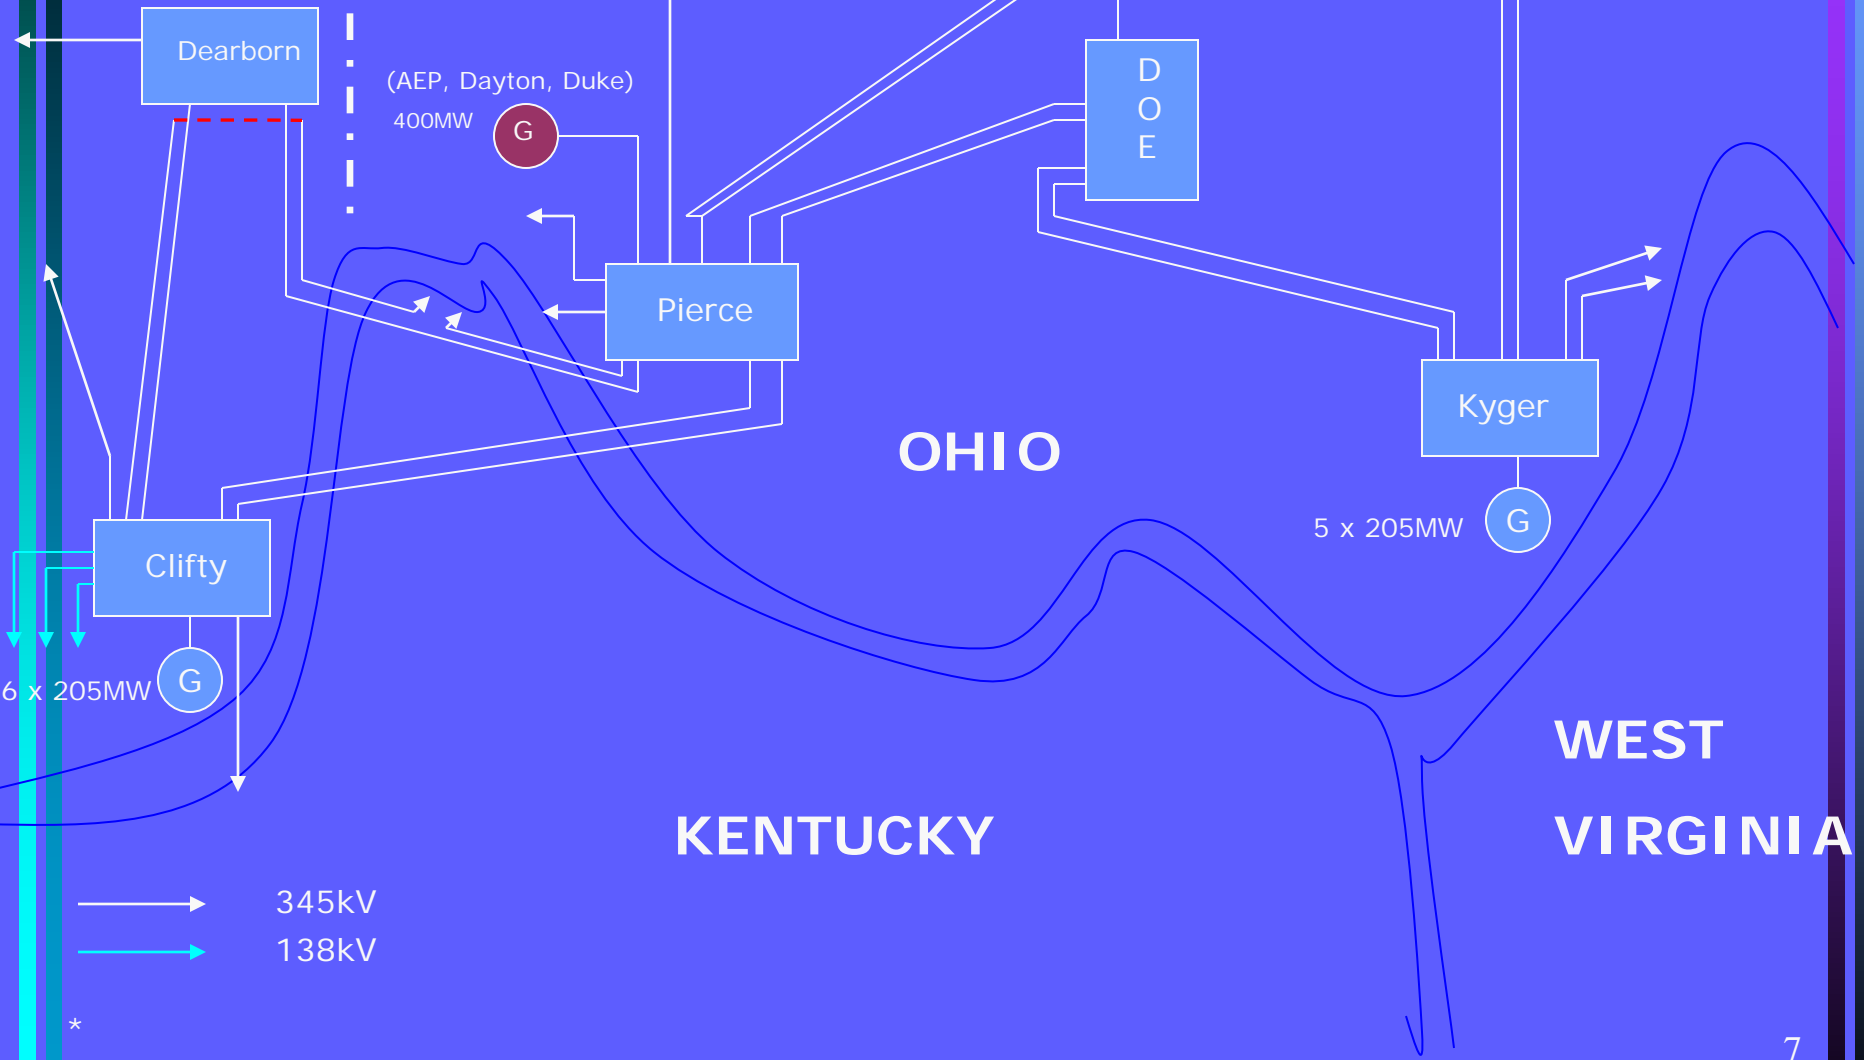 Dearborn
(AEP, Dayton, Duke)
400MW
G
D
O
E
Pierce
Kyger
OHIO
5 x 205MW
G
Clifty
6 x 205MW
G
WEST
VIRGINIA
KENTUCKY
345kV
138kV
*
7